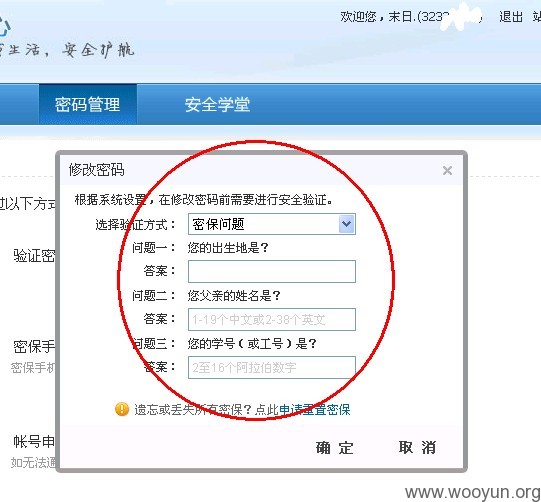 欢迎您，末日.(323 ) 退出 站
心
生活，安全护航
密码管理 安全学堂
修改密码
过以下方式
根据系统设置，在修改密码前需要进行安全验证。
选择验证方式： 密保问题
问题一： 您的出生地是？
验证密
答案：
问题二： 您父亲的姓名是？
答案： 1-19个中文或2-38个英文
问题三： 您的学号（或工号）是？
密保手
答案： 2至16个阿拉伯数字
密保手机
遗忘或丢失所有密保？点此申请重置密保
帐号申
确定 取消
如无法通
www.wooyun.org